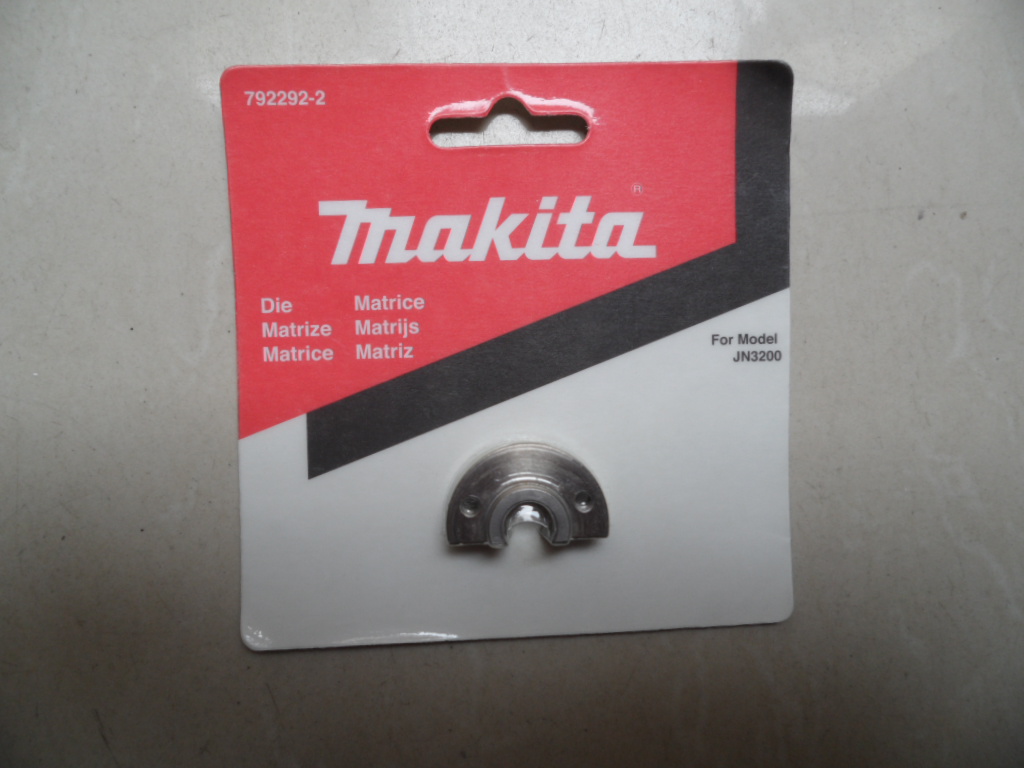 792292-2
makita®
Die Matrice
Matrize Matrijs
Matrice Matriz
For Model
JN3200